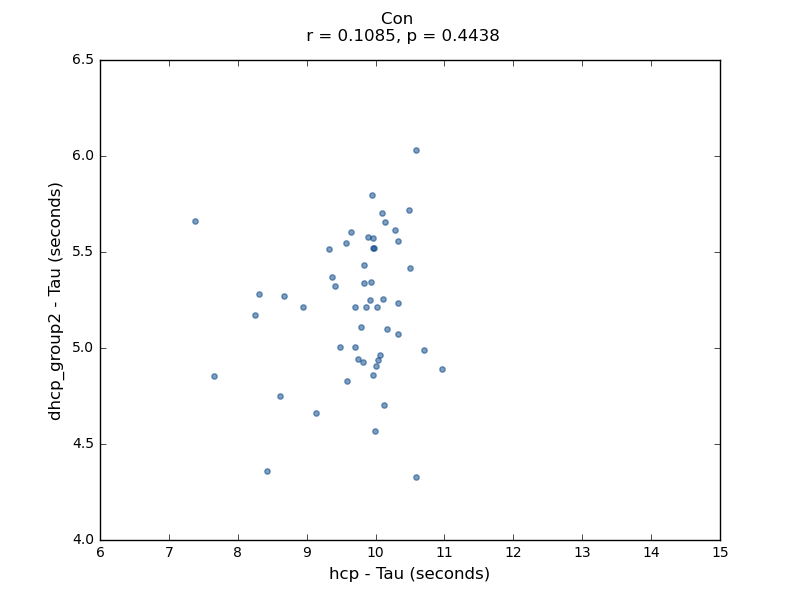 Con
r = 0.1085, p = 0.4438
6.5
6.0
5.5
5.0
4.5
4.0
dhcp_group2 - Tau (seconds)
6 7 8 9 10 11 12 13 14 15
hcp - Tau (seconds)